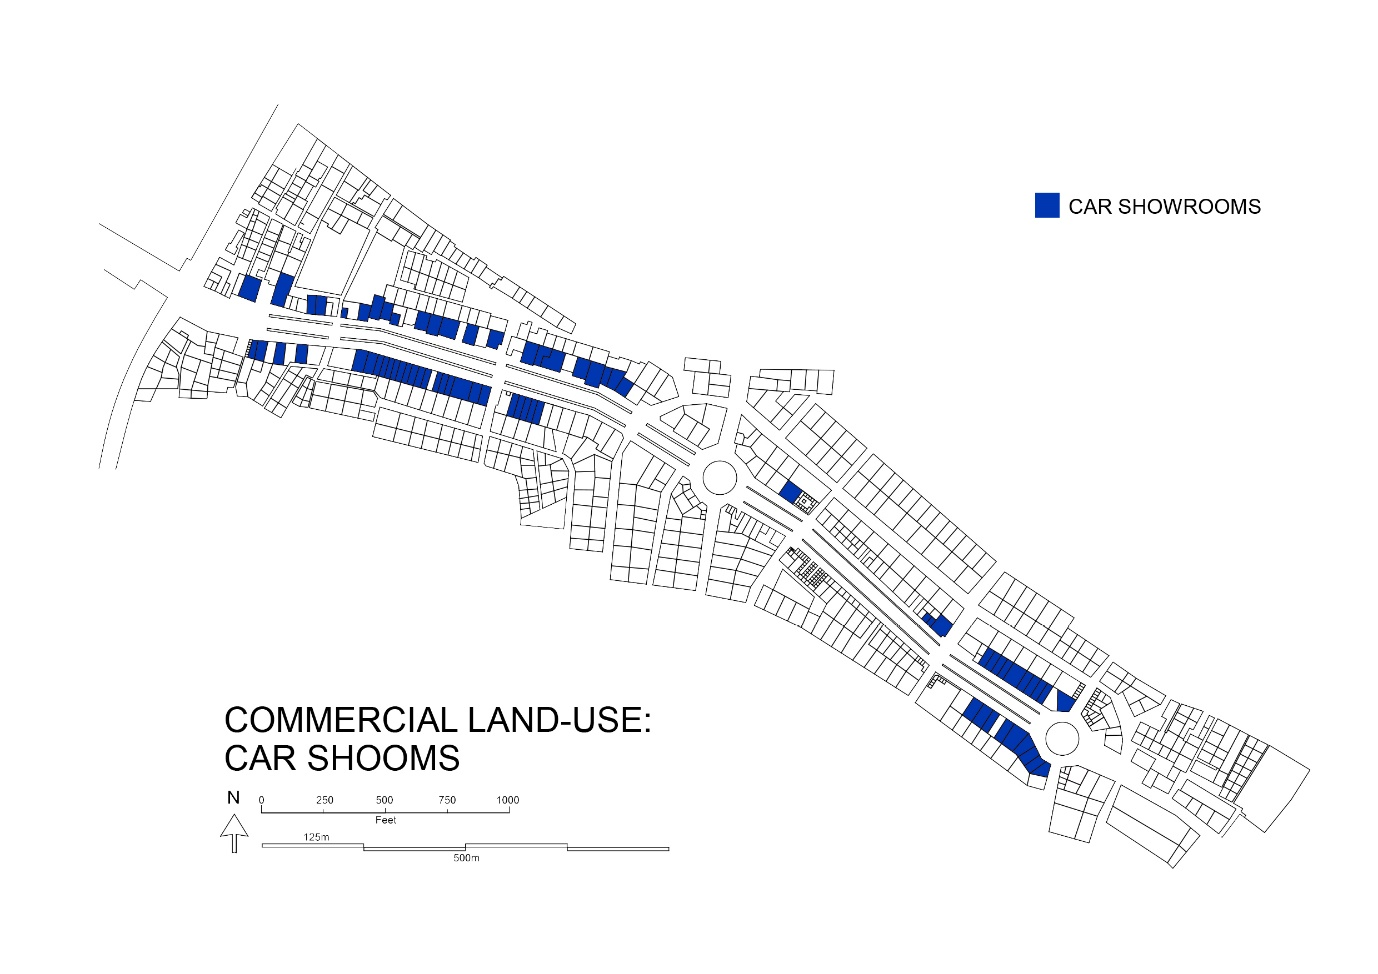 CAR SHOWROOMS
COMMERCIAL LAND-USE:
CAR SHOOMS
N
0 250 500 750 1000
Feet
125m
500m